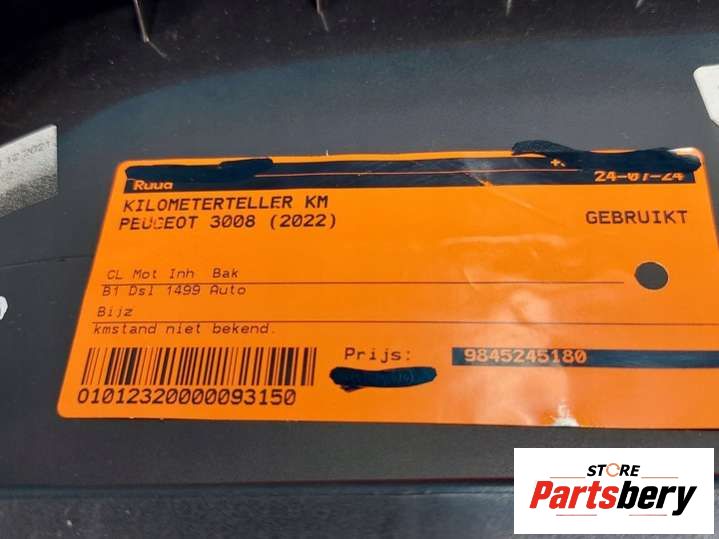 Ruud
24-07-24
KILOMETERTELLER KM
PEUGEOT 3008 (2022)
GEBRUIKT
CL Mot Inh Bak
B1 Dsl 1499 Auto
Bijz
kmstand niet bekend.
Prijs:
9845245180
01012320000093150
STORE
Partsbery